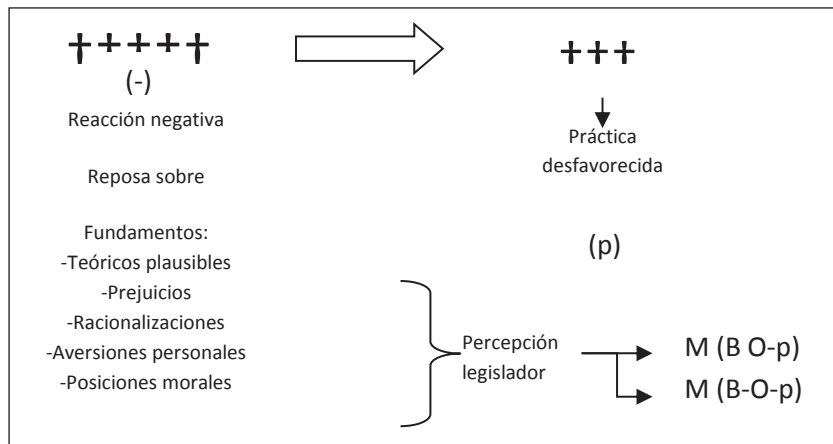 (-)
Reacción negativa
Reposa sobre
Fundamentos:
-Teóricos plausibles
-Prejuicios
-Racionalizaciones
-Aversiones personales
-Posiciones morales
Práctica
desfavorecida
(p)
Percepción
legislador
M (B O-p)
M (B-O-p)